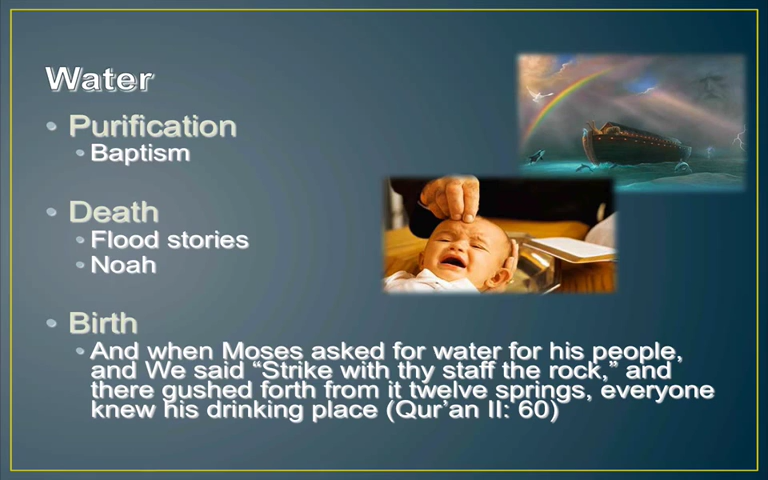 Water
• Purification
• Baptism
• Death
• Flood stories
• Noah
• Birth
• And when Moses asked for water for his people,
and We said “Strike with thy staff the rock,” and
there gushed forth from it twelve springs, everyone
knew his drinking place (Qur’an II: 60)